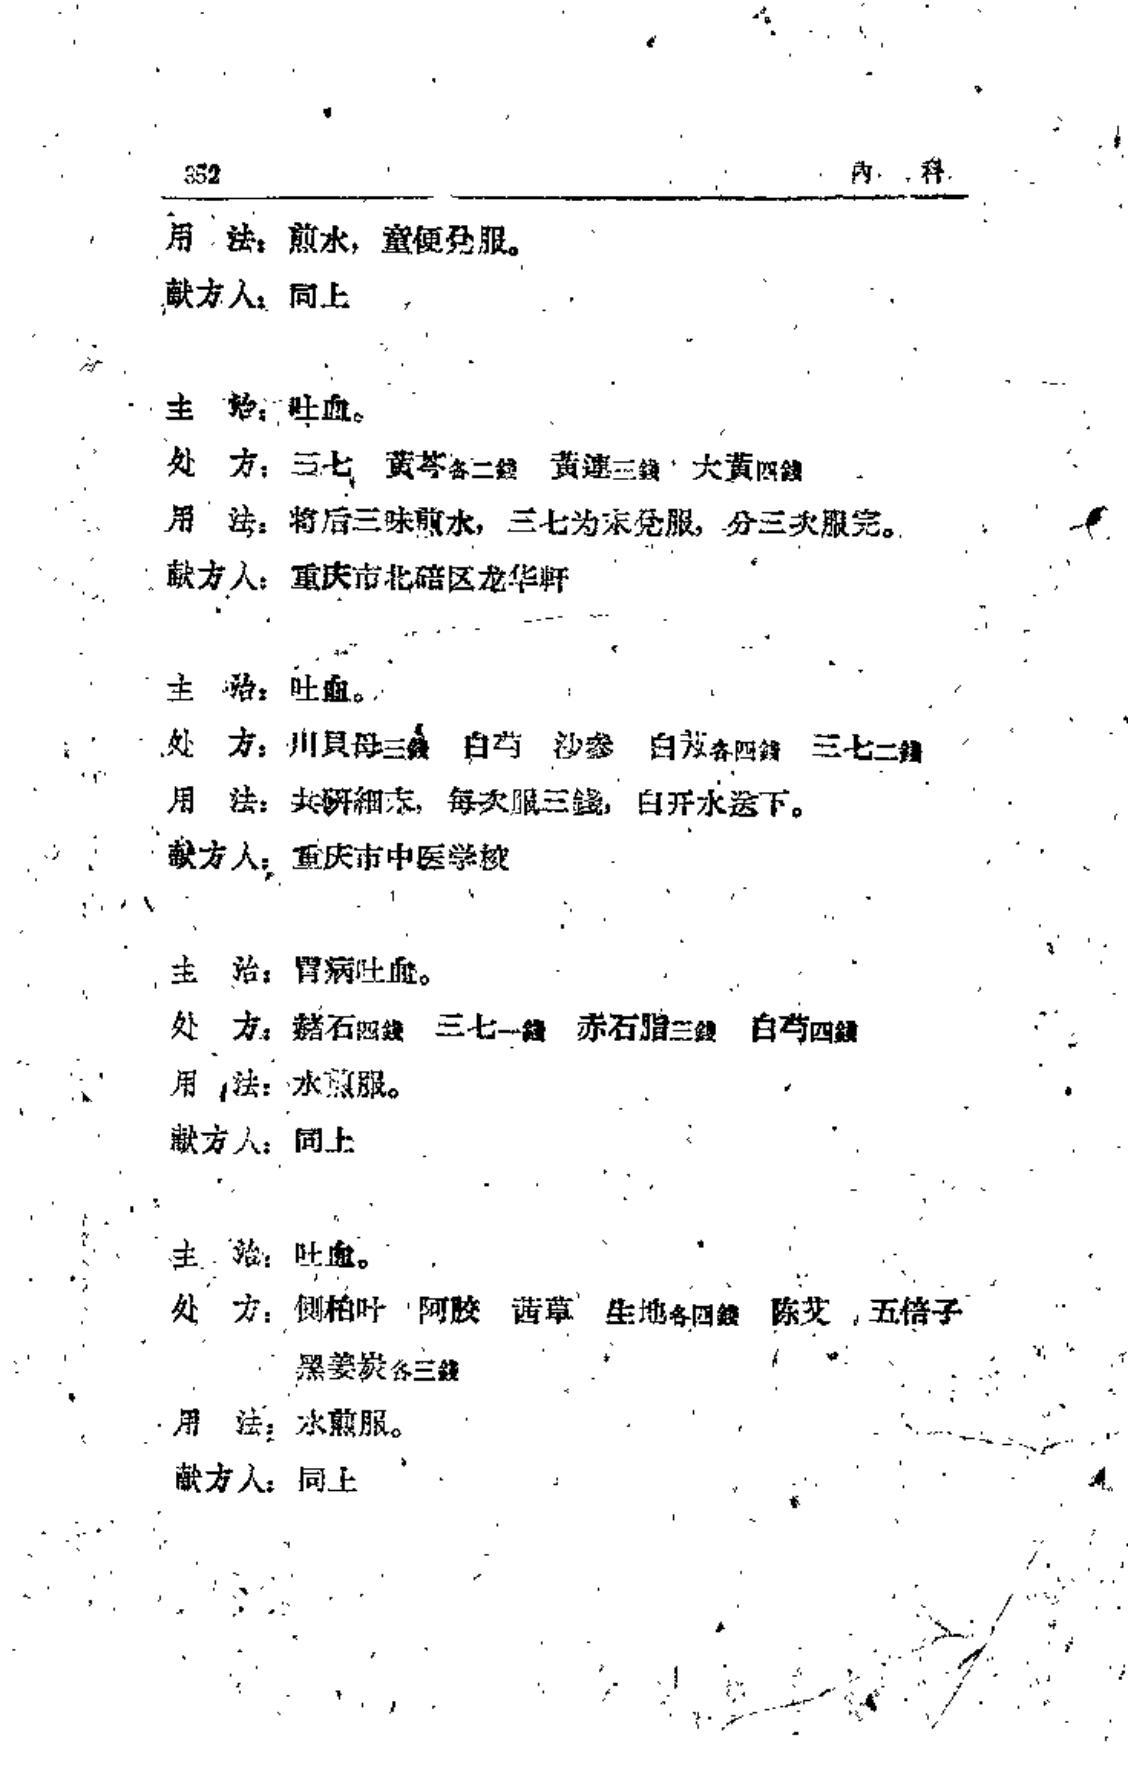 352
内 科
用 法：煎水，童便兑服。
献方人：同上
主 治：吐血。
处 方：三七 黃芩各二錢 黃連三錢 大黃四錢
用 法：将后三味煎水，三七为末兑服，分三次服完。
献方人：重庆市北碚区龙华軒
主 治：吐血。
处 方：川貝母三錢 白芍 沙参 白芨各四錢 三七二錢
用 法：共研細末，每次服三錢，白开水送下。
献方人：重庆市中医学校
主 治：胃病吐血。
处 方：赭石四錢 三七一錢 赤石脂三錢 白芍四錢
用 法：水煎服。
献方人：同上
主 治：吐血。
处 方：侧柏叶 阿胶 茜草 生地各四錢 陈艾 五倍子
黑姜炭各三錢
用 法：水煎服。
献方人：同上